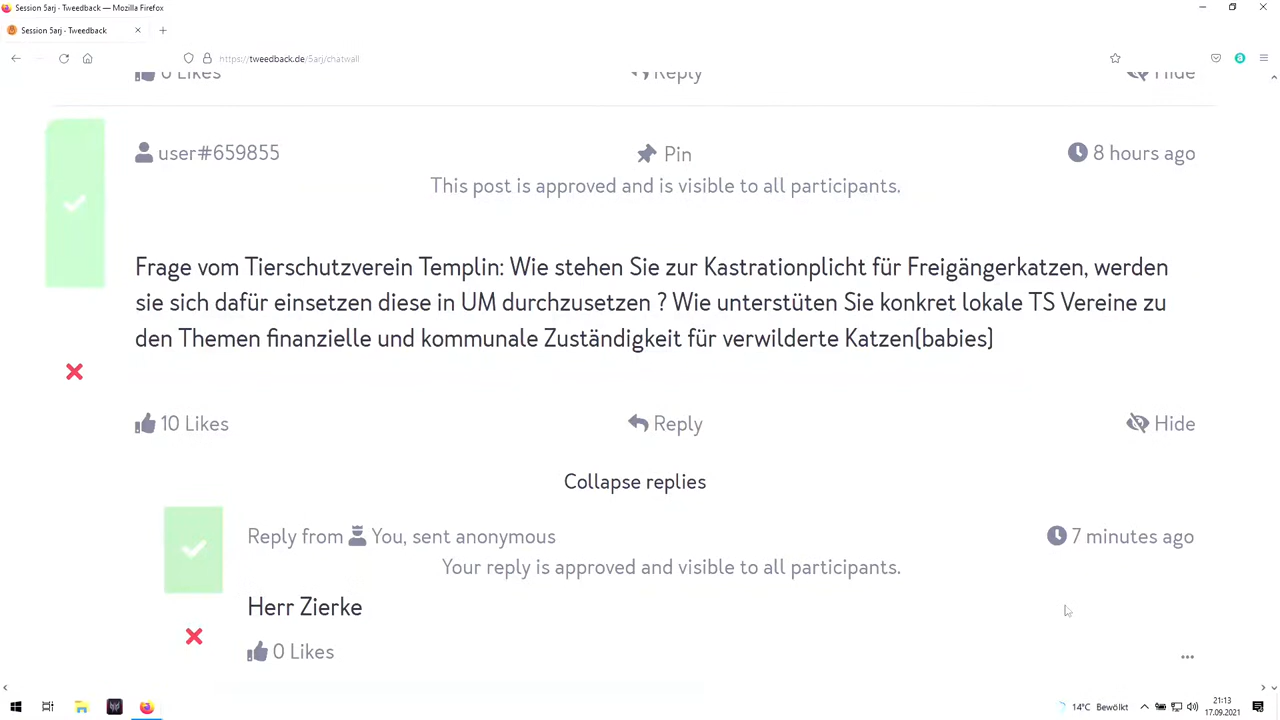 Session 5arj - Tweedback — Mozilla Firefox
Session 5arj - Tweedback
https://tweedback.de/5arj/chatwall
Likes Reply Hide
user#659855 Pin 8 hours ago
This post is approved and is visible to all participants.
Frage vom Tierschutzverein Templin: Wie stehen Sie zur Kastrationplicht für Freigängerkatzen, werden
sie sich dafür einsetzen diese in UM durchzusetzen ? Wie unterstüten Sie konkret lokale TS Vereine zu
den Themen finanzielle und kommunale Zuständigkeit für verwilderte Katzen(babies)
10 Likes Reply Hide
Collapse replies
Reply from You, sent anonymous 7 minutes ago
Your reply is approved and visible to all participants.
Herr Zierke
0 Likes
14°C Bewölkt
21:13
17.09.2021